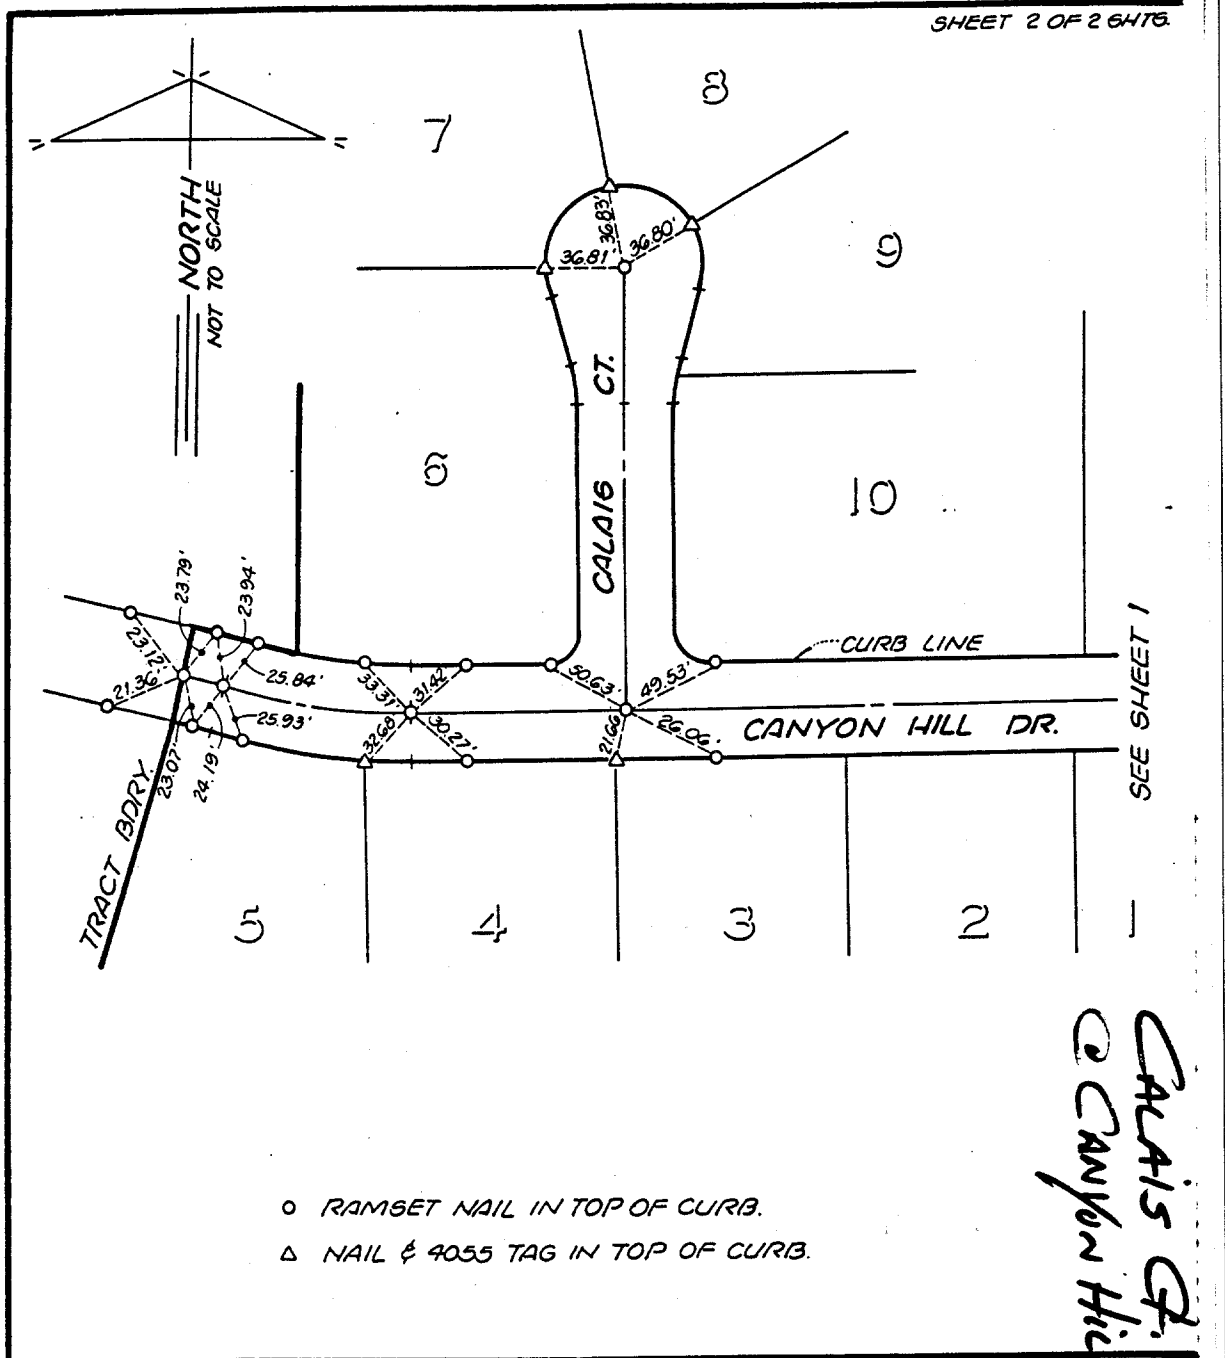 SHEET 2 OF 2 SHTS.
8
7
NORTH
NOT TO SCALE
36.83'
36.80'
36.81'
9
CALAIS CT.
6
10
23.79'
23.94'
SEE SHEET 1
CURB LINE
23.12'
21.36'
25.84'
33.37'
31.42'
50.63'
49.53'
25.93'
32.68'
30.27'
21.66'
26.06'
CANYON HILL DR.
23.07'
24.19'
TRACT BDRY.
5
4
3
2
1
CALAIS CT.
@ CANYON HIL
○ RAMSET NAIL IN TOP OF CURB.
△ NAIL & 4055 TAG IN TOP OF CURB.